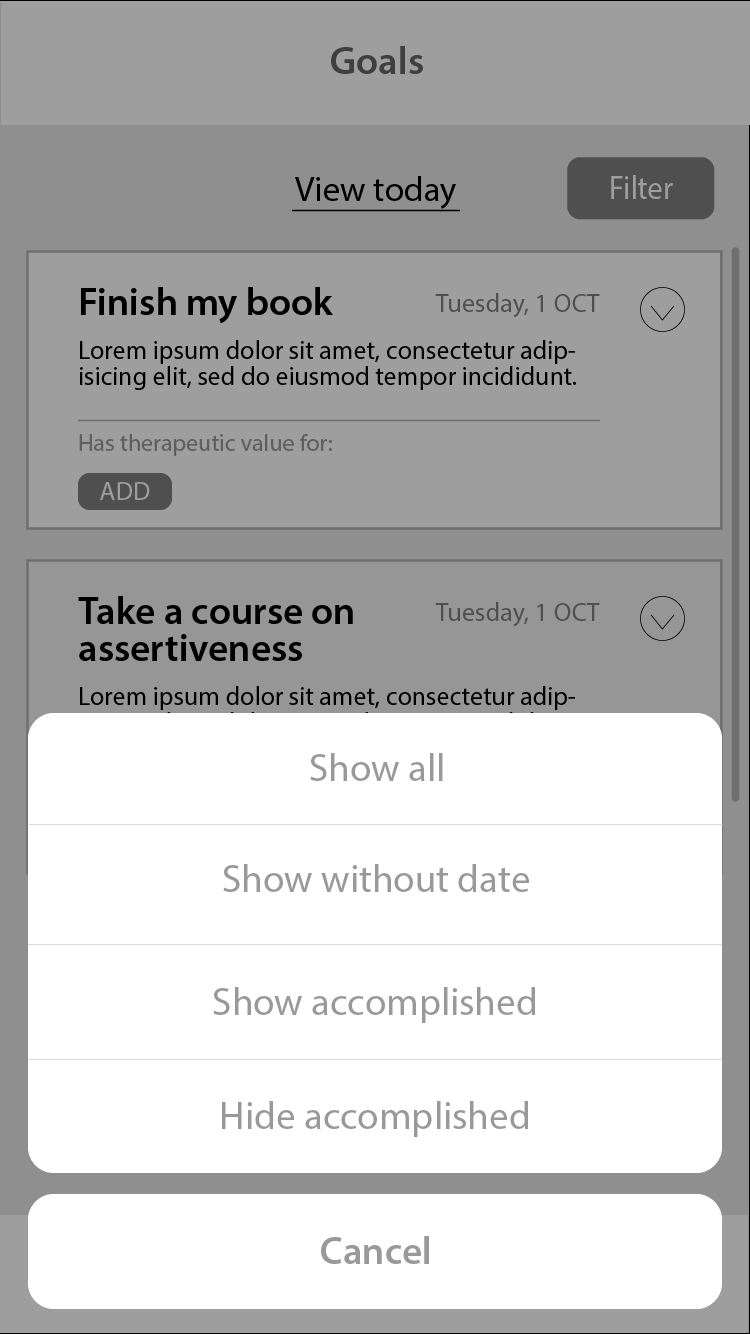 Goals
View today
Filter
Finish my book
Tuesday, 1 OCT
Lorem ipsum dolor sit amet, consectetur adip-
isicing elit, sed do eiusmod tempor incididunt.
Has therapeutic value for:
ADD
Take a course on
assertiveness
Tuesday, 1 OCT
Lorem ipsum dolor sit amet, consectetur adip-
Show all
Show without date
Show accomplished
Hide accomplished
Cancel